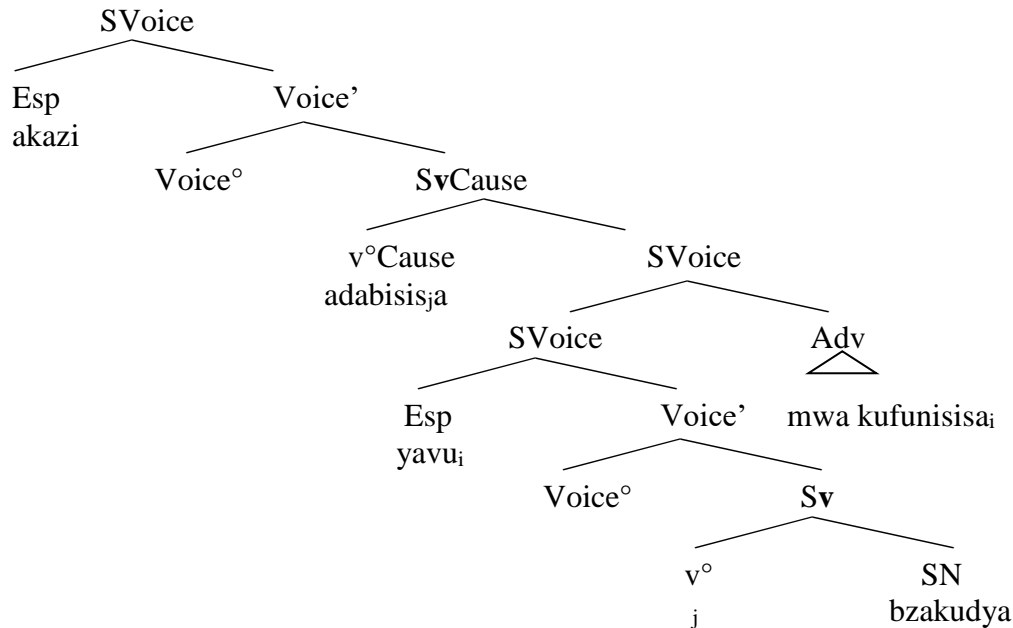 SVoice
Esp Voice’
akazi
Voice° SvCause
v°Cause SVoice
adabisisⱼa
SVoice Adv
Esp Voice’ mwa kufunisisaᵢ
yavuᵢ
Voice° Sv
v° SN
ⱼ bzakudya